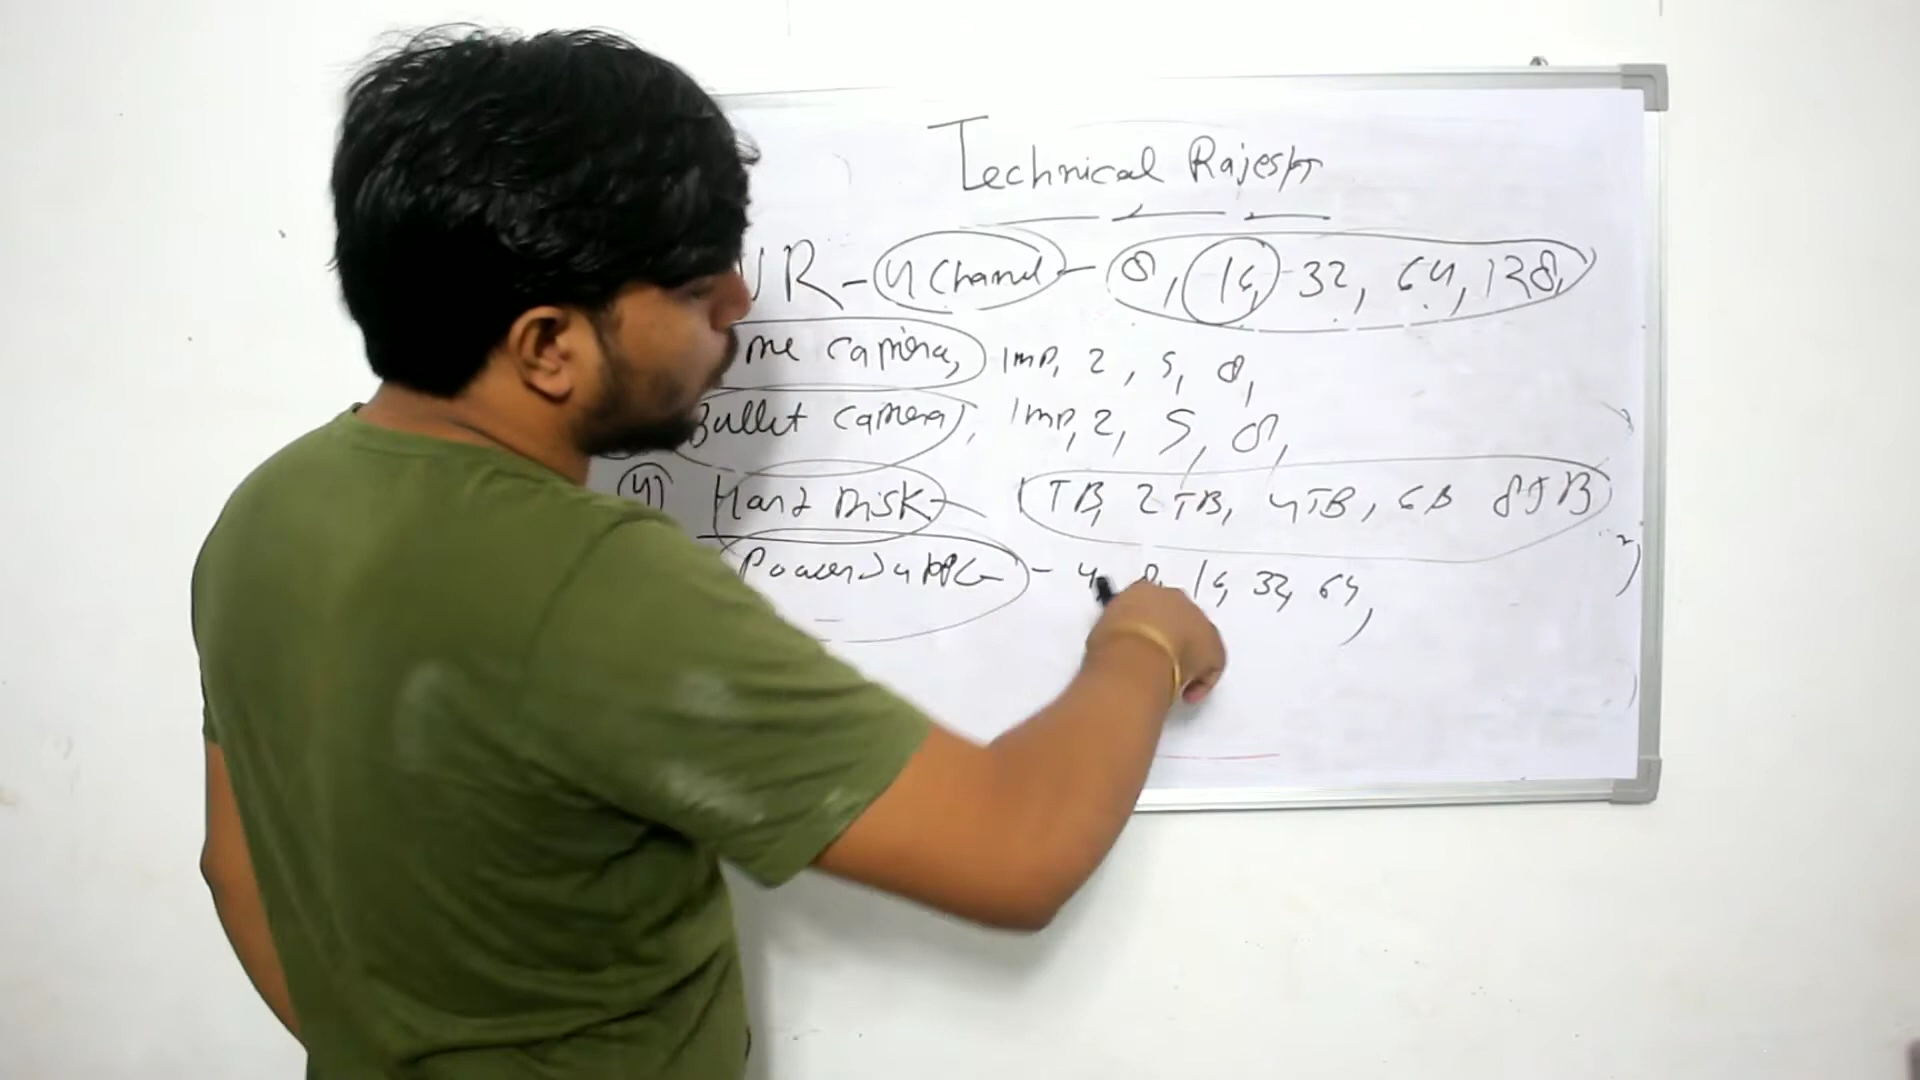 Technical Rajesh
VR - 4 Channel - 8, 16, 32, 64, 128,
me camera, 1mp, 2, 5, 8,
Bullet camera, 1mp, 2, 5, 8,
4) Hard Disk - 1TB, 2TB, 4TB, 6B 8TB
Power Supply - 4, 8, 16, 32, 64,